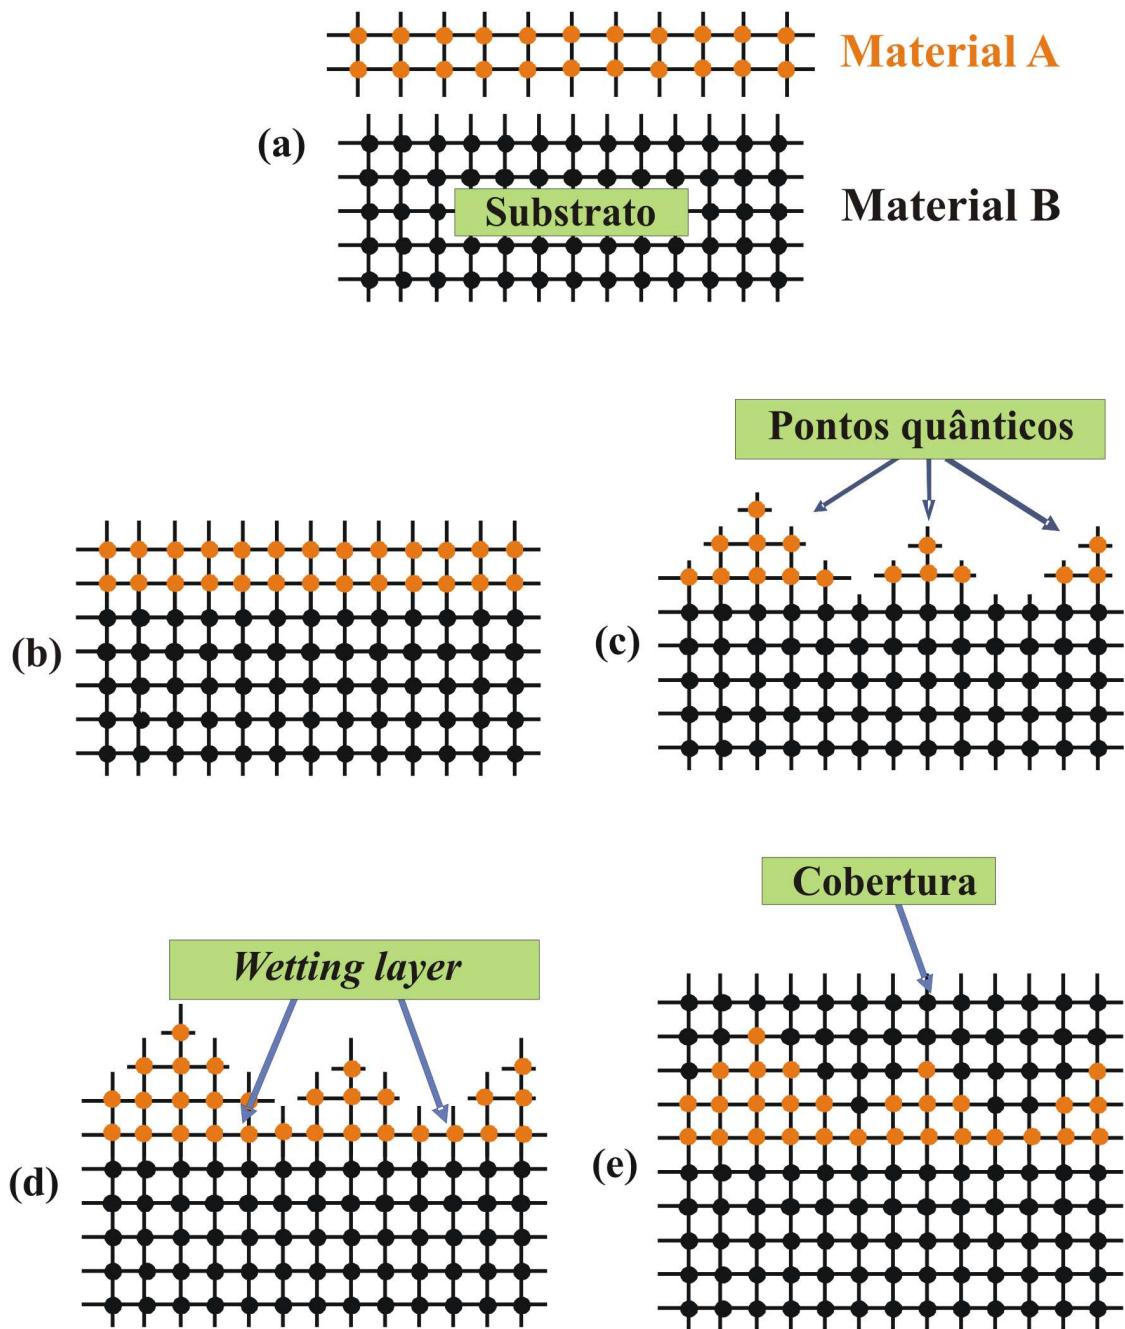 Material A
(a)
Substrato
Material B
Pontos quânticos
(b)
(c)
Cobertura
Wetting layer
(d)
(e)